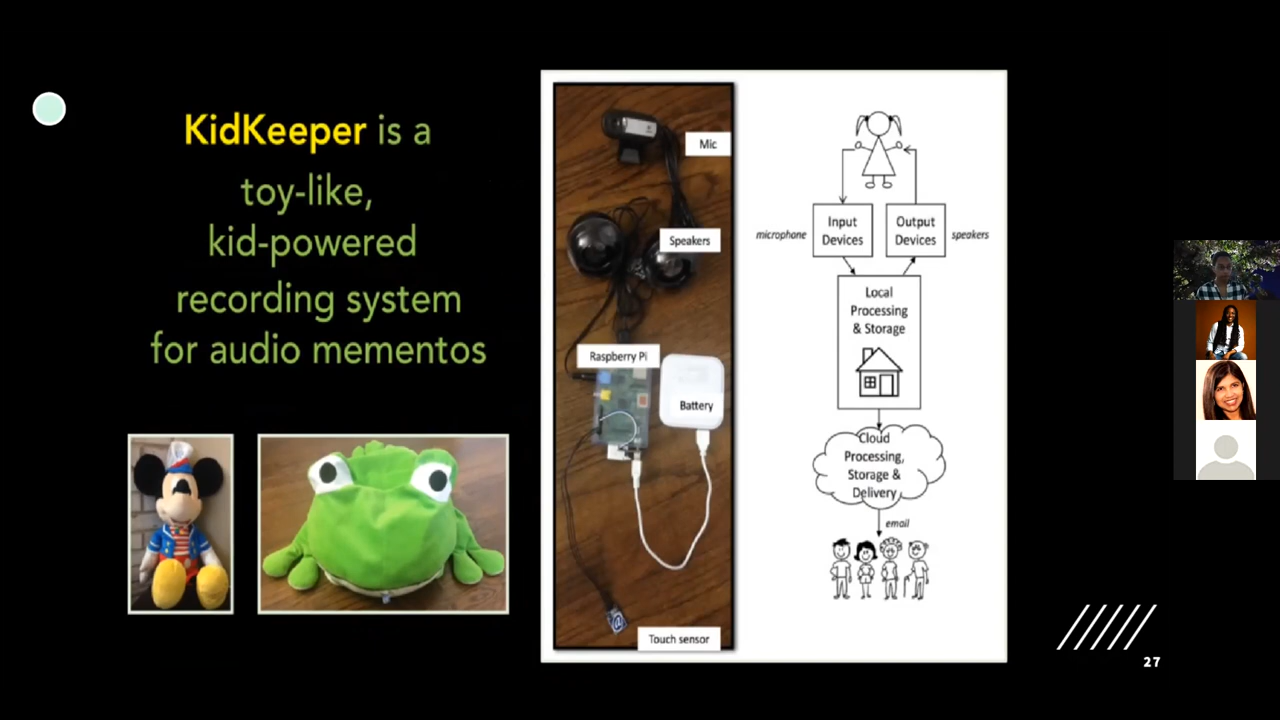 KidKeeper is a
toy-like,
kid-powered
recording system
for audio mementos
Mic
Speakers
Raspberry Pi
Battery
Touch sensor
microphone
Input
Devices
Output
Devices
speakers
Local
Processing
& Storage
Cloud
Processing,
Storage &
Delivery
email
27